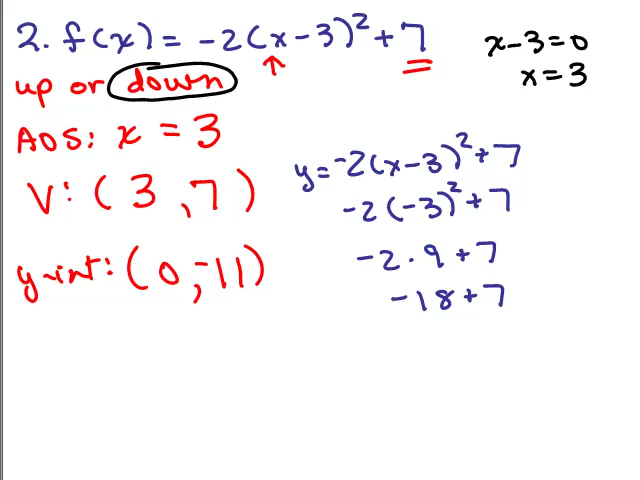 2. f(x) = -2(x-3)² + 7
x-3=0
x=3
up or down
AOS: x = 3
V: (3, 7)
y-int: (0, -11)
y = -2(x-3)² + 7
-2(-3)² + 7
-2 · 9 + 7
-18 + 7